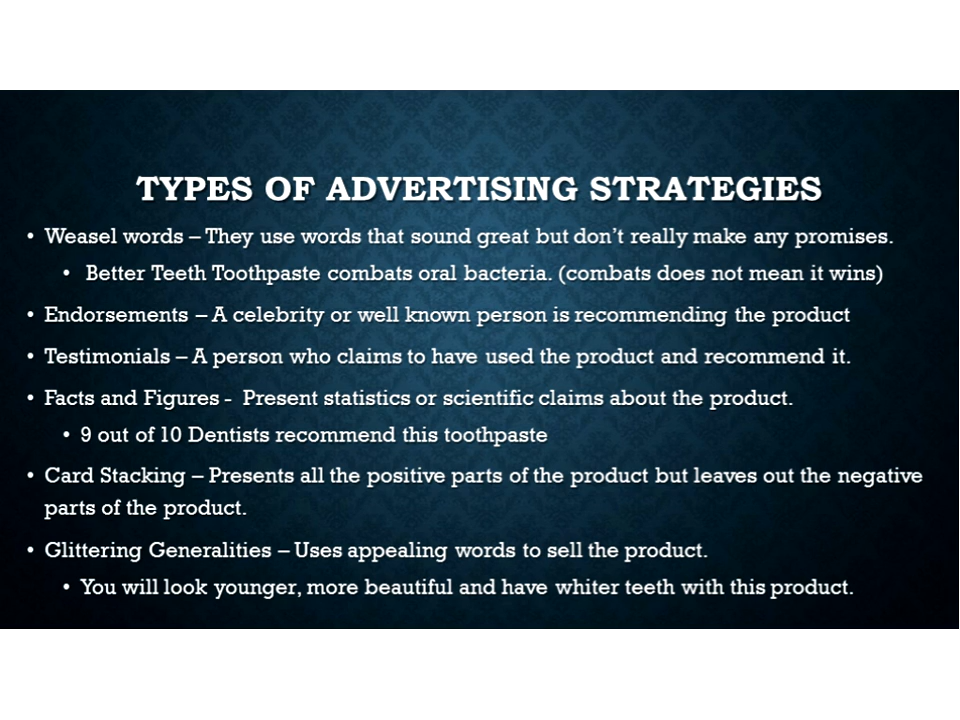 TYPES OF ADVERTISING STRATEGIES
• Weasel words – They use words that sound great but don't really make any promises.
• Better Teeth Toothpaste combats oral bacteria. (combats does not mean it wins)
• Endorsements – A celebrity or well known person is recommending the product
• Testimonials – A person who claims to have used the product and recommend it.
• Facts and Figures - Present statistics or scientific claims about the product.
• 9 out of 10 Dentists recommend this toothpaste
• Card Stacking – Presents all the positive parts of the product but leaves out the negative
parts of the product.
• Glittering Generalities – Uses appealing words to sell the product.
• You will look younger, more beautiful and have whiter teeth with this product.